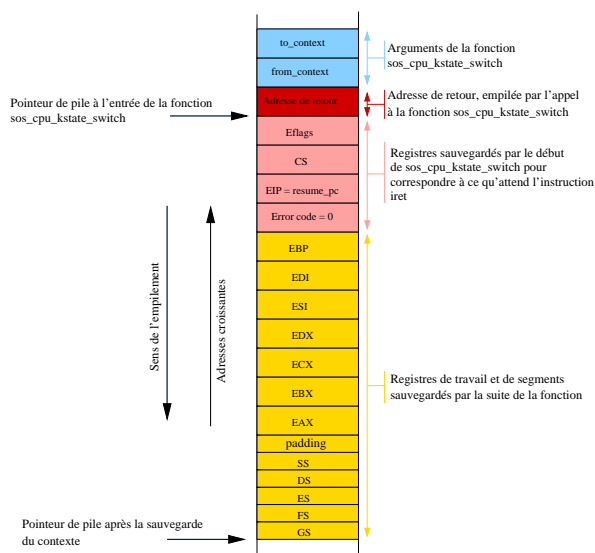 to_context
from_context
Arguments de la fonction
sos_cpu_kstate_switch
Pointeur de pile à l'entrée de la fonction
sos_cpu_kstate_switch
Adresse de retour
Adresse de retour, empilée par l'appel
à la fonction sos_cpu_kstate_switch
Eflags
CS
EIP = resume_pc
Error code = 0
Registres sauvegardés par le début
de sos_cpu_kstate_switch pour
correspondre à ce qu'attend l'instruction
iret
Sens de l'empilement
Adresses croissantes
EBP
EDI
ESI
EDX
ECX
EBX
EAX
padding
SS
DS
ES
FS
GS
Registres de travail et de segments
sauvegardés par la suite de la fonction
Pointeur de pile après la sauvegarde
du contexte